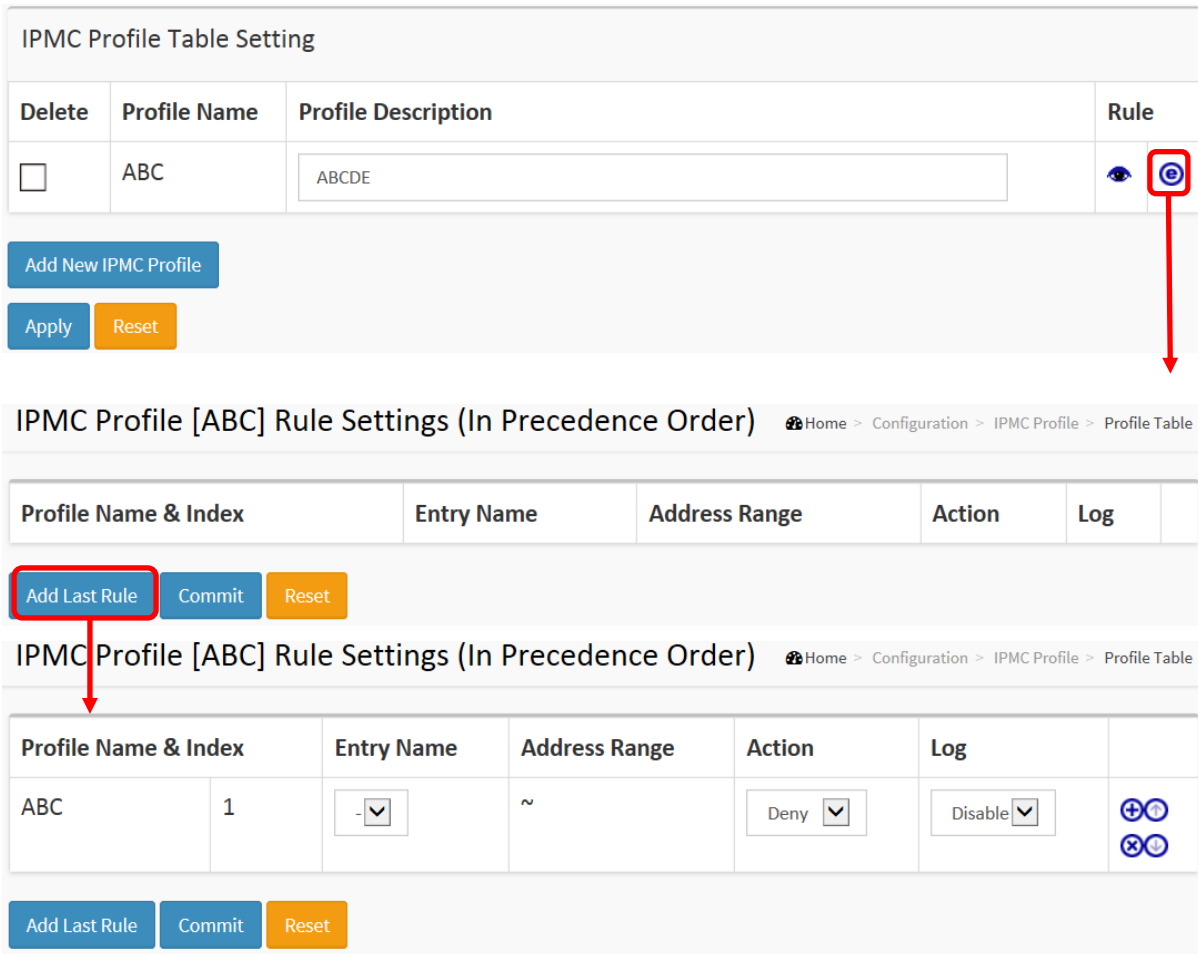 IPMC Profile Table Setting
Delete Profile Name Profile Description Rule
ABC ABCDE e
Add New IPMC Profile
Apply Reset
IPMC Profile [ABC] Rule Settings (In Precedence Order) Home > Configuration > IPMC Profile > Profile Table
Profile Name & Index Entry Name Address Range Action Log
Add Last Rule Commit Reset
IPMC Profile [ABC] Rule Settings (In Precedence Order) Home > Configuration > IPMC Profile > Profile Table
Profile Name & Index Entry Name Address Range Action Log
ABC 1 - ~ Deny Disable
Add Last Rule Commit Reset